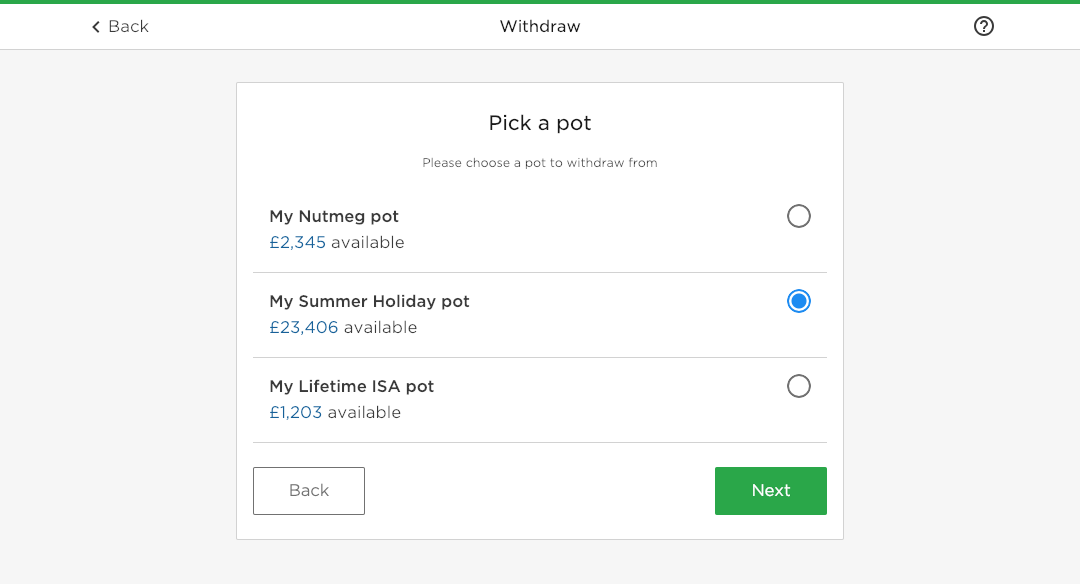 Back
Withdraw
Pick a pot
Please choose a pot to withdraw from
My Nutmeg pot
£2,345 available
My Summer Holiday pot
£23,406 available
My Lifetime ISA pot
£1,203 available
Back
Next